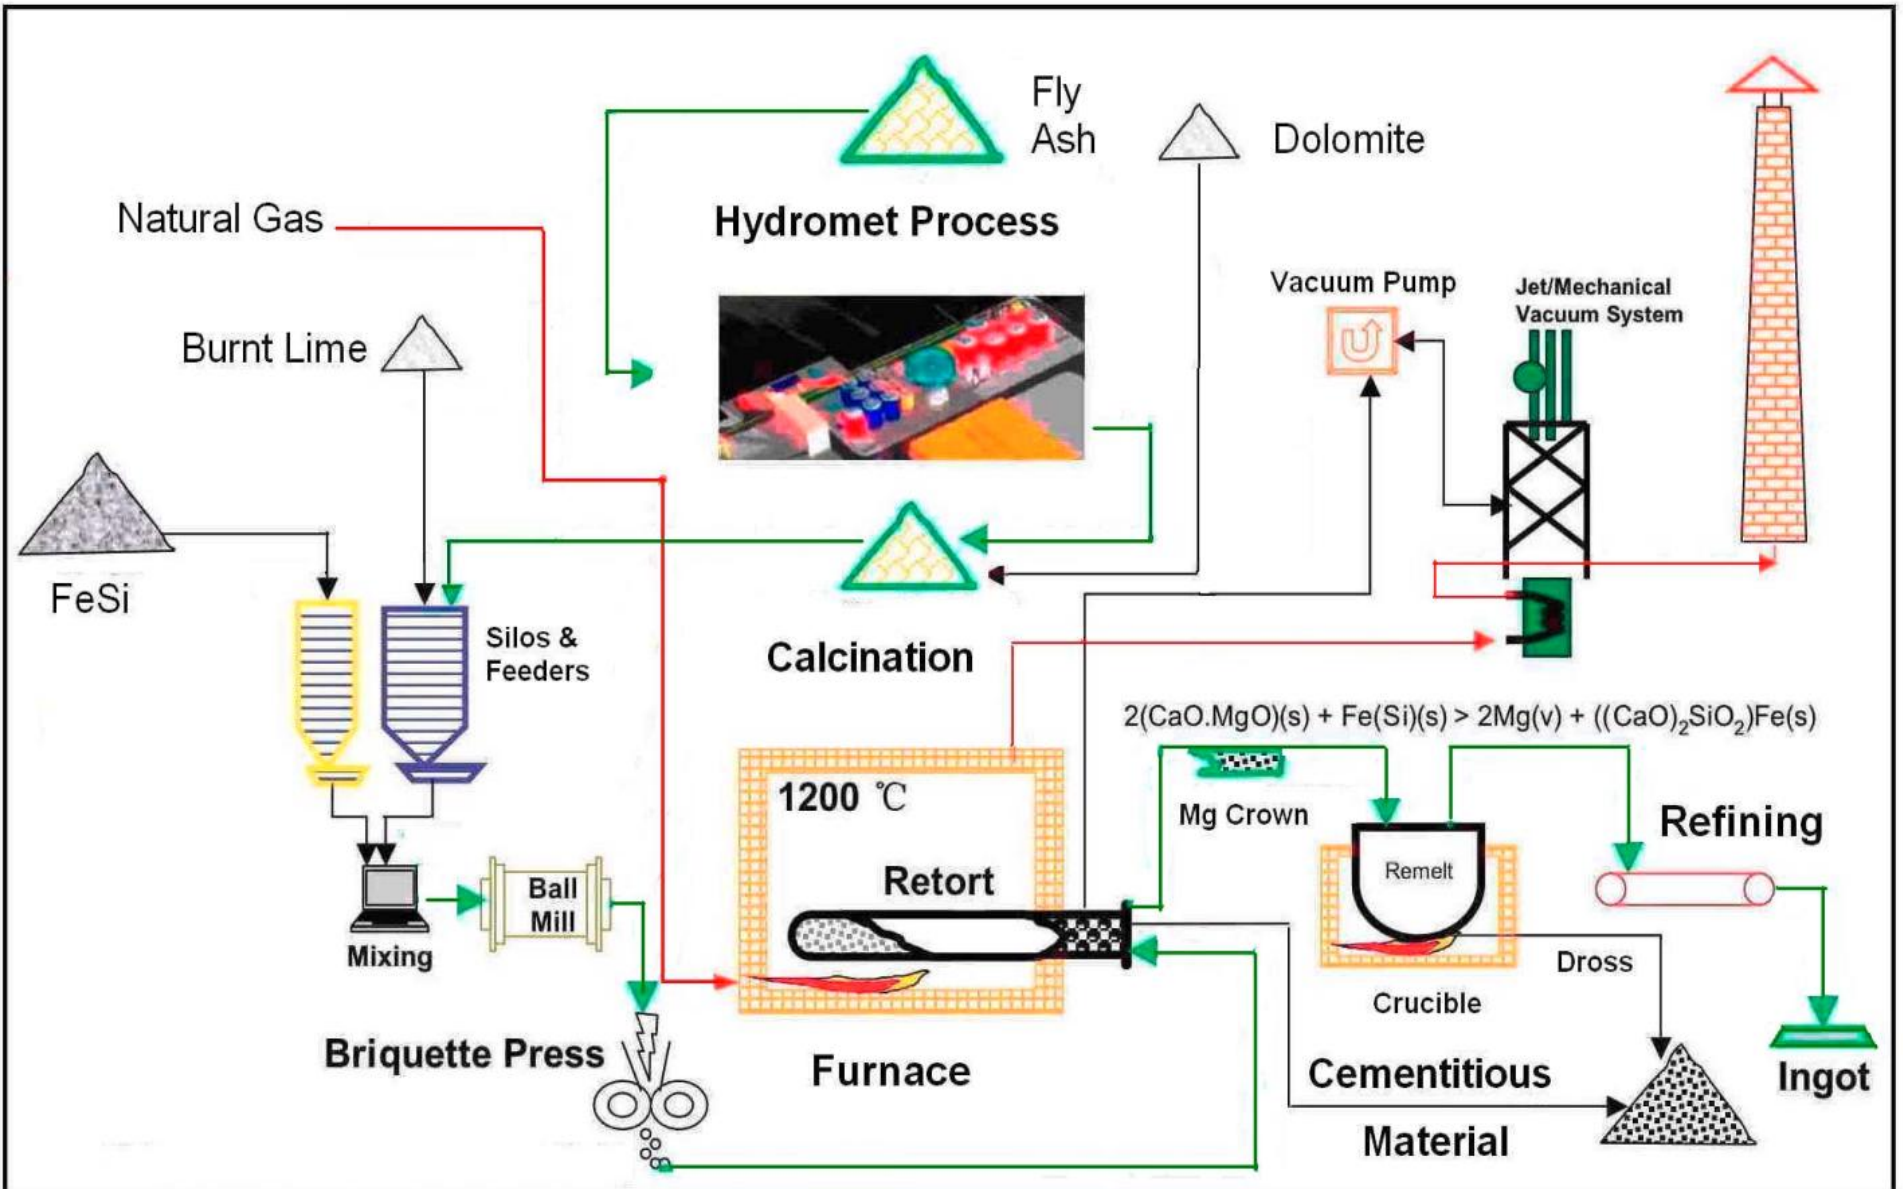 Fly
Ash
Dolomite
Natural Gas
Hydromet Process
Vacuum Pump
Jet/Mechanical
Vacuum System
Burnt Lime
FeSi
Silos &
Feeders
Calcination
2(CaO.MgO)(s) + Fe(Si)(s) > 2Mg(v) + ((CaO)₂SiO₂)Fe(s)
1200 ℃
Mg Crown
Refining
Retort
Remelt
Ball
Mill
Mixing
Dross
Crucible
Briquette Press
Furnace
Cementitious
Material
Ingot